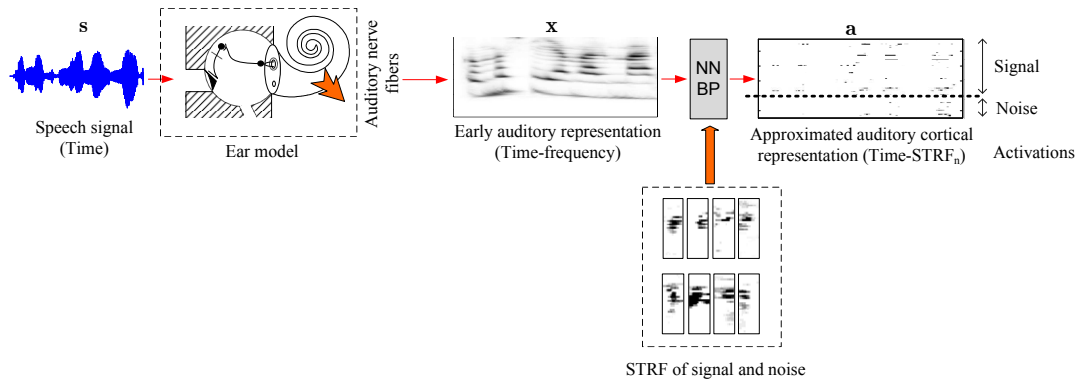 s
Speech signal
(Time)
Ear model
Auditory nerve
fibers
x
Early auditory representation
(Time-frequency)
NN
BP
a
Signal
Noise
Approximated auditory cortical
representation (Time-STRFn)
Activations
STRF of signal and noise